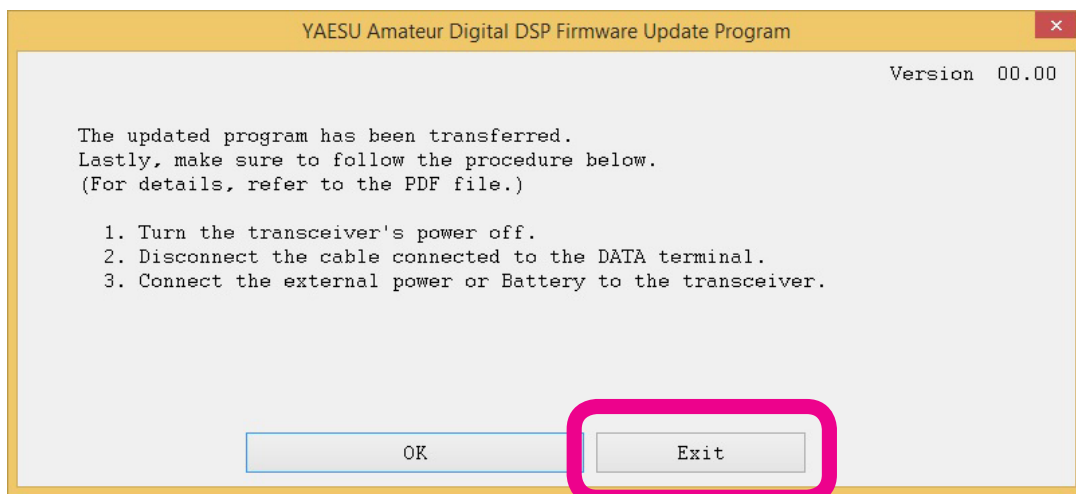 YAESU Amateur Digital DSP Firmware Update Program
Version 00.00
The updated program has been transferred.
Lastly, make sure to follow the procedure below.
(For details, refer to the PDF file.)
1. Turn the transceiver's power off.
2. Disconnect the cable connected to the DATA terminal.
3. Connect the external power or Battery to the transceiver.
OK Exit